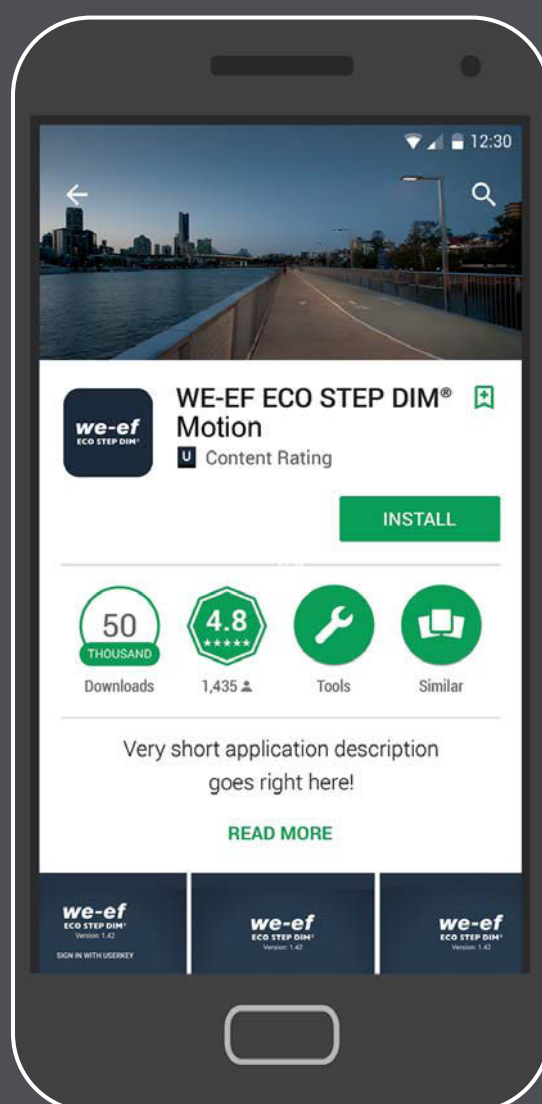 12:30
WE-EF ECO STEP DIM®
Motion
we-ef
ECO STEP DIM®
U Content Rating
INSTALL
50
THOUSAND
4.8
Downloads
1,435
Tools
Similar
Very short application description
goes right here!
READ MORE
we-ef
ECO STEP DIM®
Version: 1.42
SIGN IN WITH USERKEY
we-ef
ECO STEP DIM®
Version: 1.42
we-ef
ECO STEP DIM®
Version: 1.42